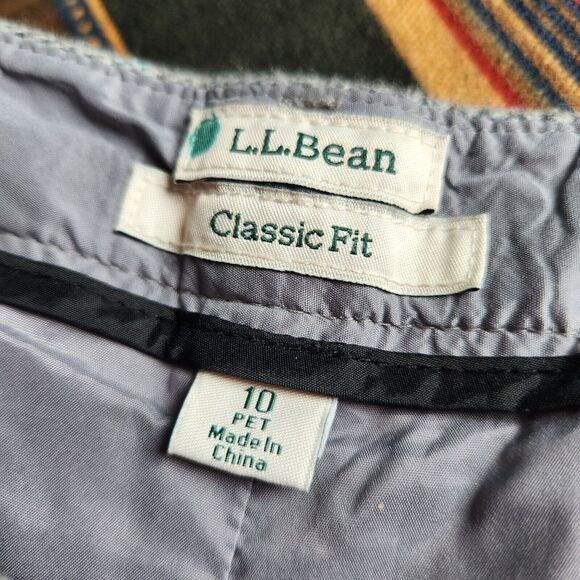 L.L.Bean
Classic Fit
10
PET
Made In
China